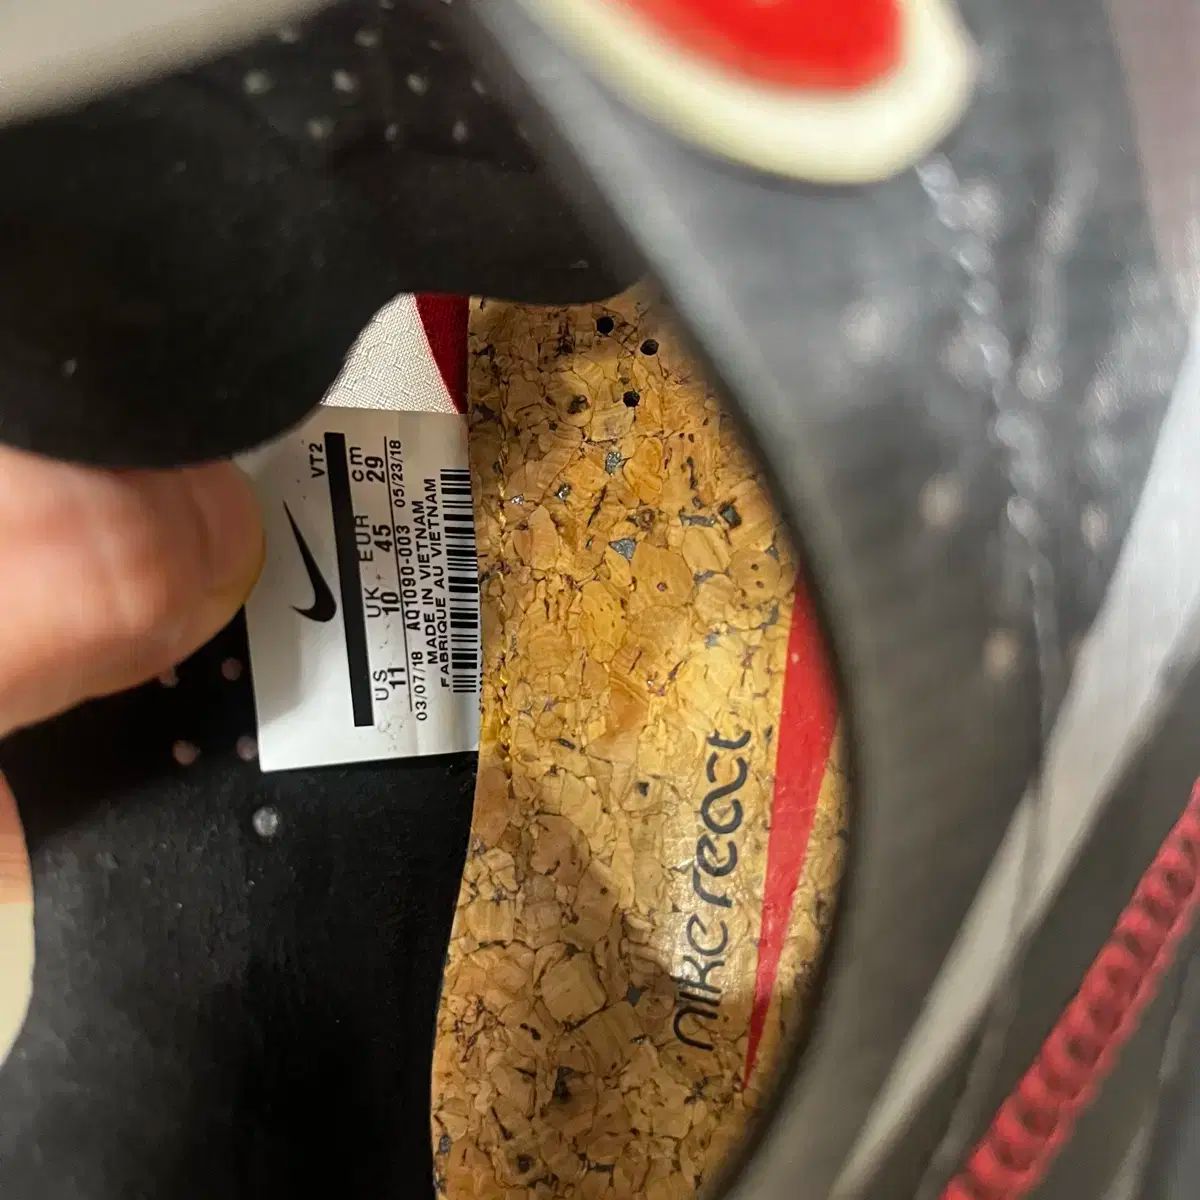 VT2
US UK EUR cm
11 10 45 29
03/07/18 AQ1090-003 05/23/18
MADE IN VIETNAM
FABRIQUE AU VIETNAM
nike react